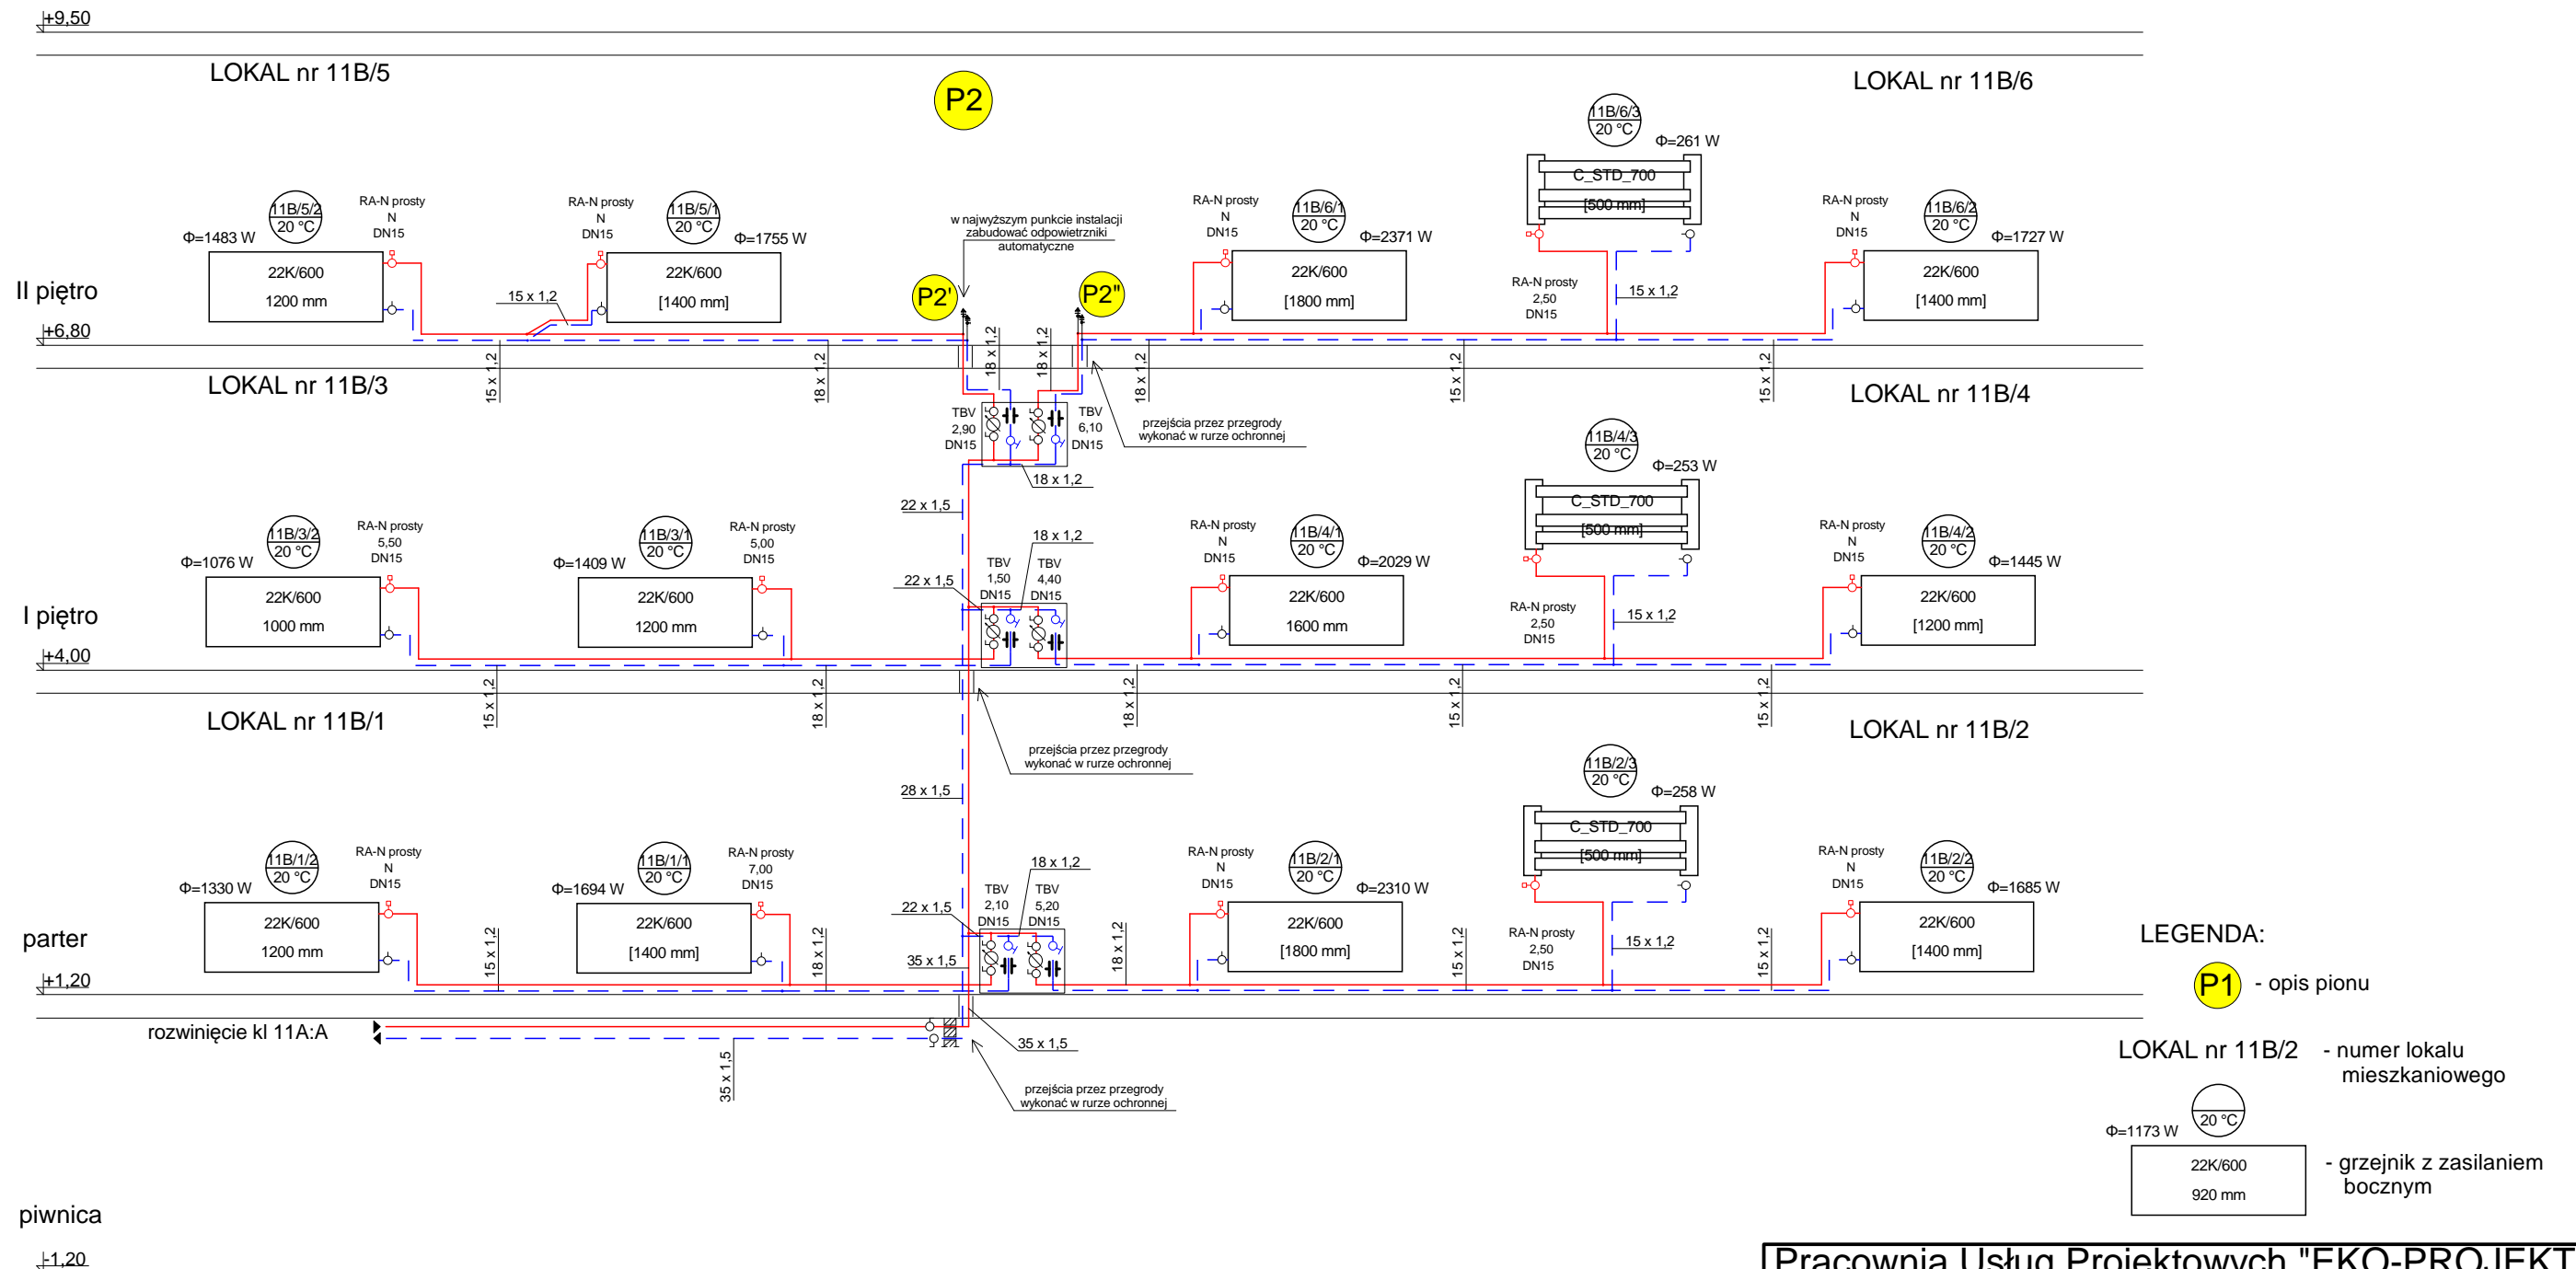 +9,50
LOKAL nr 11B/5
P2
LOKAL nr 11B/6
11B/6/3
20 °C
Φ=261 W
C_STD_700
[500 mm]
11B/5/2
20 °C
Φ=1483 W
RA-N prosty
N
DN15
22K/600
1200 mm
RA-N prosty
N
DN15
11B/5/1
20 °C
Φ=1755 W
22K/600
[1400 mm]
15 x 1,2
w najwyższym punkcie instalacji
zabudować odpowietrzniki
automatyczne
P2'
P2"
RA-N prosty
N
DN15
11B/6/1
20 °C
Φ=2371 W
22K/600
[1800 mm]
RA-N prosty
2,50
DN15
15 x 1,2
RA-N prosty
N
DN15
11B/6/2
20 °C
Φ=1727 W
22K/600
[1400 mm]
II piętro
+6,80
15 x 1,2
18 x 1,2
18 x 1,2
18 x 1,2
18 x 1,2
15 x 1,2
15 x 1,2
LOKAL nr 11B/3
LOKAL nr 11B/4
TBV
2,90
DN15
TBV
6,10
DN15
przejścia przez przegrody
wykonać w rurze ochronnej
18 x 1,2
22 x 1,5
11B/4/3
20 °C
Φ=253 W
C_STD_700
[500 mm]
11B/3/2
20 °C
Φ=1076 W
RA-N prosty
5,50
DN15
22K/600
1000 mm
11B/3/1
20 °C
Φ=1409 W
RA-N prosty
5,00
DN15
22K/600
1200 mm
18 x 1,2
22 x 1,5
TBV
1,50
DN15
TBV
4,40
DN15
RA-N prosty
N
DN15
11B/4/1
20 °C
Φ=2029 W
22K/600
1600 mm
RA-N prosty
2,50
DN15
15 x 1,2
RA-N prosty
N
DN15
11B/4/2
20 °C
Φ=1445 W
22K/600
[1200 mm]
I piętro
+4,00
15 x 1,2
18 x 1,2
18 x 1,2
15 x 1,2
15 x 1,2
LOKAL nr 11B/1
LOKAL nr 11B/2
przejścia przez przegrody
wykonać w rurze ochronnej
28 x 1,5
11B/2/3
20 °C
Φ=258 W
C_STD_700
[500 mm]
11B/1/2
20 °C
Φ=1330 W
RA-N prosty
N
DN15
22K/600
1200 mm
11B/1/1
20 °C
Φ=1694 W
RA-N prosty
7,00
DN15
22K/600
[1400 mm]
18 x 1,2
22 x 1,5
TBV
2,10
DN15
TBV
5,20
DN15
35 x 1,5
RA-N prosty
N
DN15
11B/2/1
20 °C
Φ=2310 W
22K/600
[1800 mm]
RA-N prosty
2,50
DN15
15 x 1,2
RA-N prosty
N
DN15
11B/2/2
20 °C
Φ=1685 W
22K/600
[1400 mm]
parter
+1,20
15 x 1,2
18 x 1,2
18 x 1,2
15 x 1,2
15 x 1,2
rozwinięcie kl 11A:A
35 x 1,5
35 x 1,5
przejścia przez przegrody
wykonać w rurze ochronnej
LEGENDA:
P1 - opis pionu
LOKAL nr 11B/2 - numer lokalu
mieszkaniowego
20 °C
Φ=1173 W
22K/600
920 mm
- grzejnik z zasilaniem
bocznym
piwnica
-1,20
Pracownia Usług Projektowych "EKO-PROJEKT